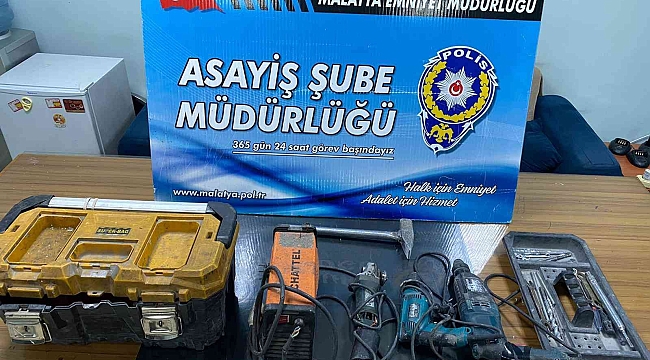 MALATYA EMNİYET MÜDÜRLÜĞÜ
ASAYİŞ ŞUBE
MÜDÜRLÜĞÜ
365 gün 24 saat görev başındayız
POLİS
www.malatya.pol.tr
Halk için Emniyet
Adalet için Hizmet
SUPER-BAG
CHATTEL